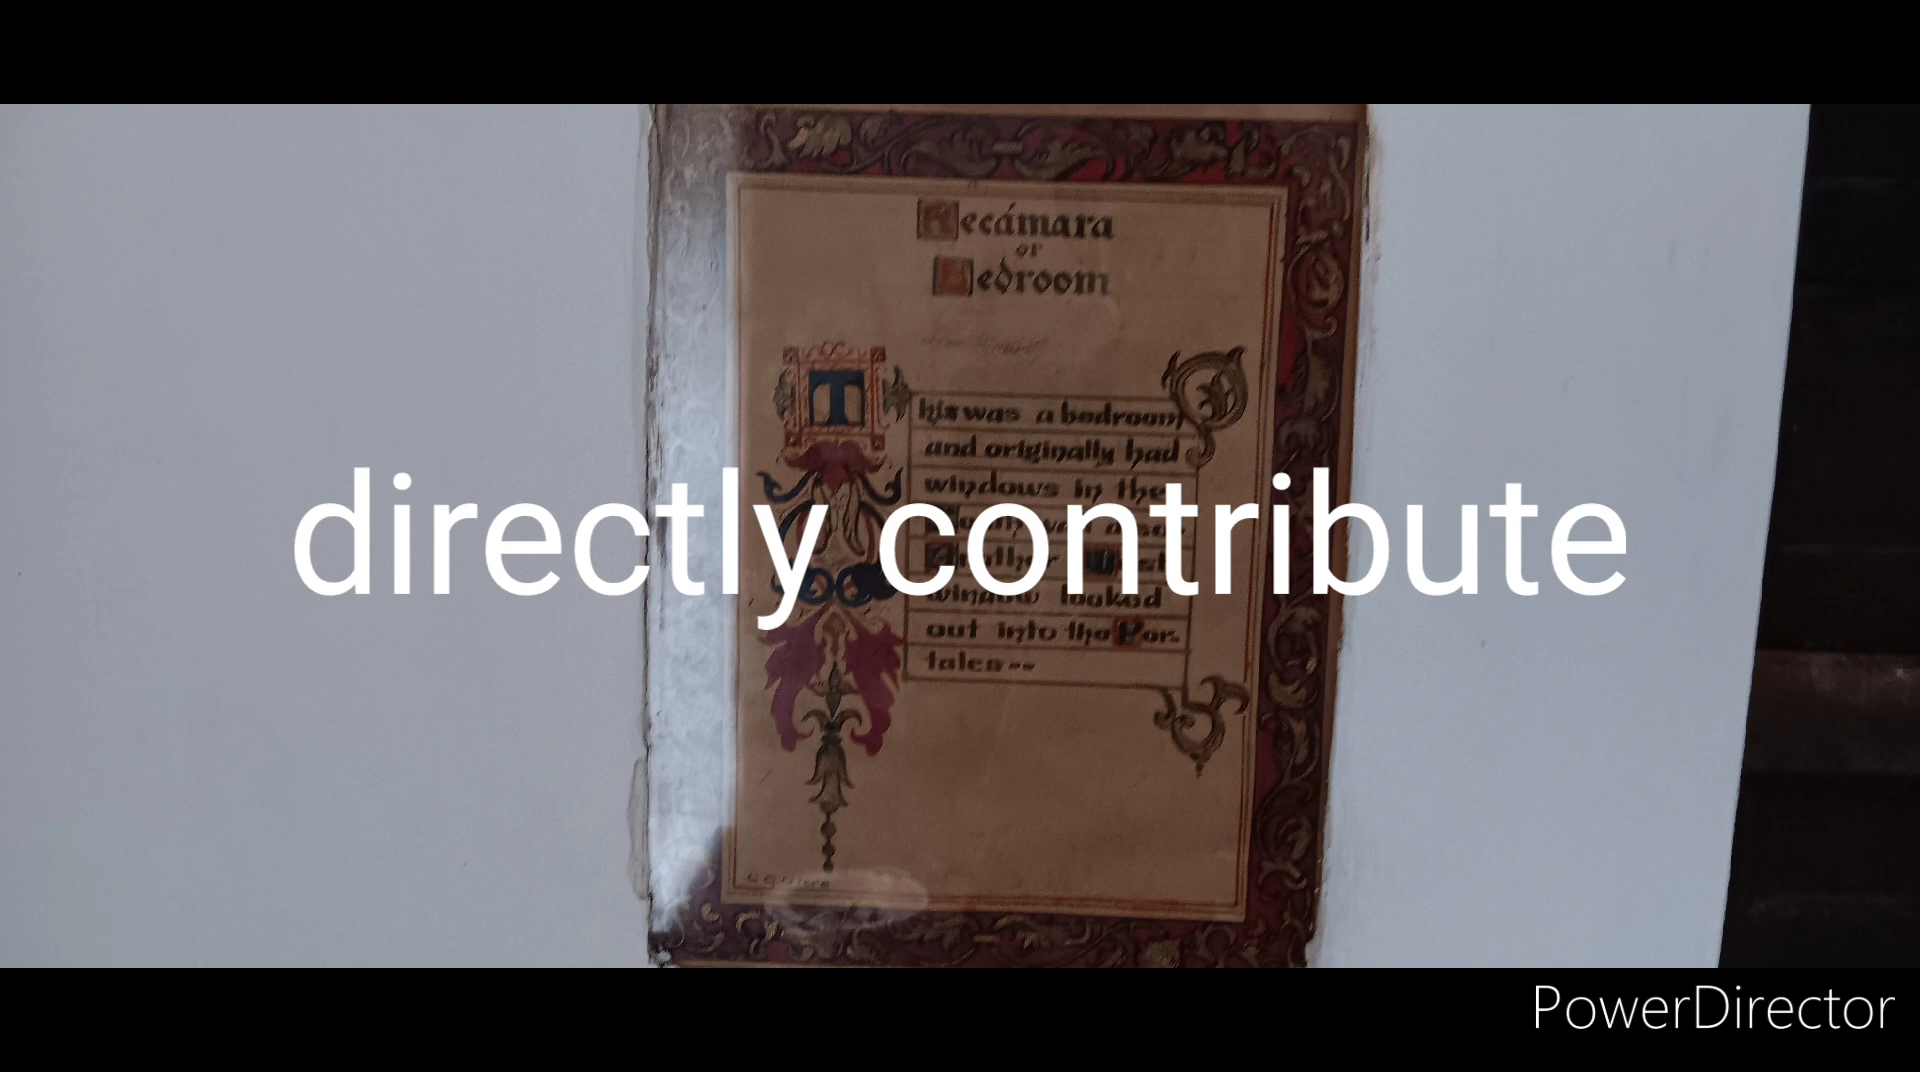 Recámara
or
Bedroom
This was a bedroom
and originally had
windows in the
directly contribute
window looked
out into the Por-
tales--
PowerDirector